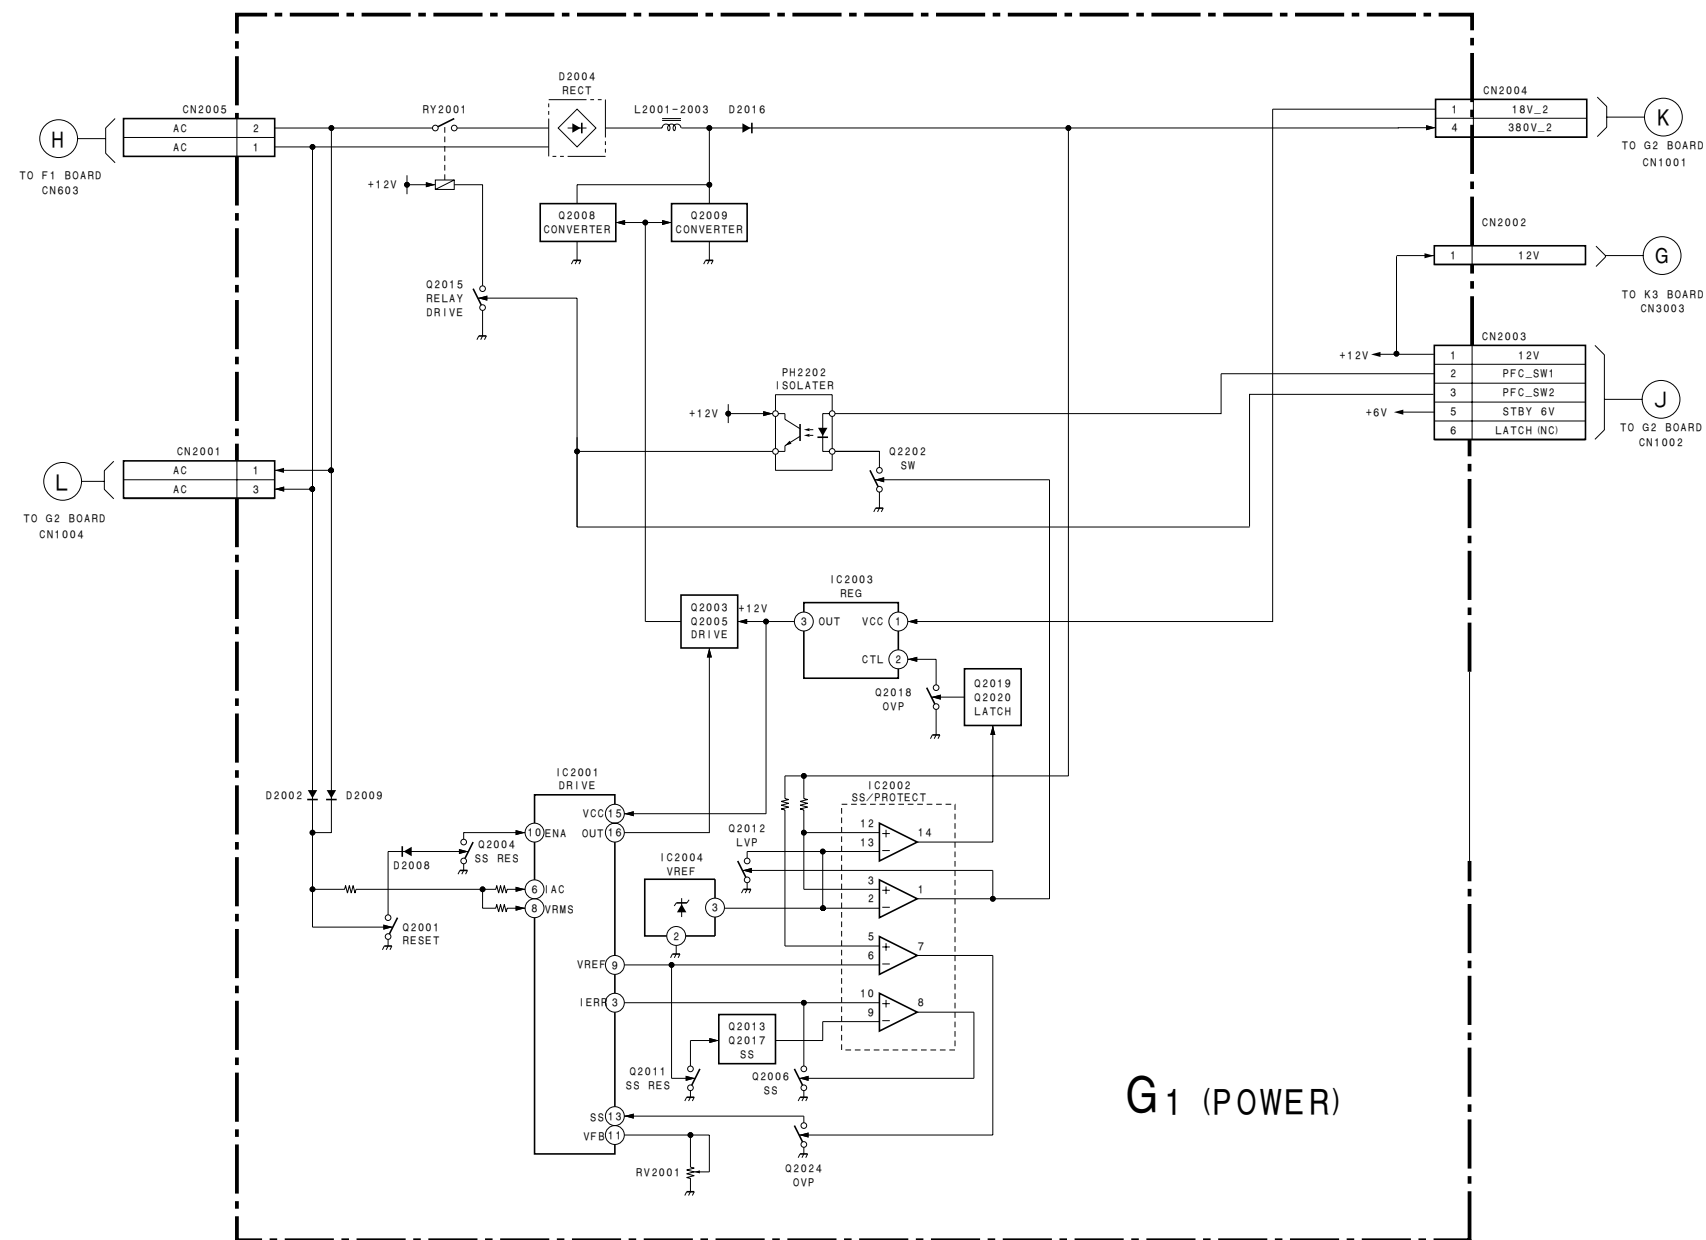 D2004
RECT
CN2005
RY2001
L2001-2003
D2016
CN2004
H
AC 2
AC 1
1 18V_2
4 380V_2
K
TO F1 BOARD
CN603
TO G2 BOARD
CN1001
+12V
Q2008
CONVERTER
Q2009
CONVERTER
CN2002
1 12V
G
TO K3 BOARD
CN3003
Q2015
RELAY
DRIVE
CN2003
+12V
1 12V
2 PFC_SW1
3 PFC_SW2
+6V
5 STBY 6V
6 LATCH (NC)
J
TO G2 BOARD
CN1002
PH2202
ISOLATER
+12V
Q2202
SW
CN2001
L
AC 1
AC 3
TO G2 BOARD
CN1004
IC2003
REG
Q2003
Q2005
DRIVE
+12V
3 OUT VCC 1
CTL 2
Q2018
OVP
Q2019
Q2020
LATCH
IC2001
DRIVE
D2002
D2009
VCC 15
10 ENA OUT 16
6 IAC
8 VRMS
VREF 9
IERR 3
SS 13
VFB 11
Q2004
SS RES
D2008
Q2001
RESET
IC2002
SS/PROTECT
Q2012
LVP
IC2004
VREF
3
2
12 +
13 −
14
3 +
2 −
1
5 +
6 −
7
10 +
9 −
8
Q2013
Q2017
SS
Q2011
SS RES
Q2006
SS
RV2001
Q2024
OVP
G1 (POWER)